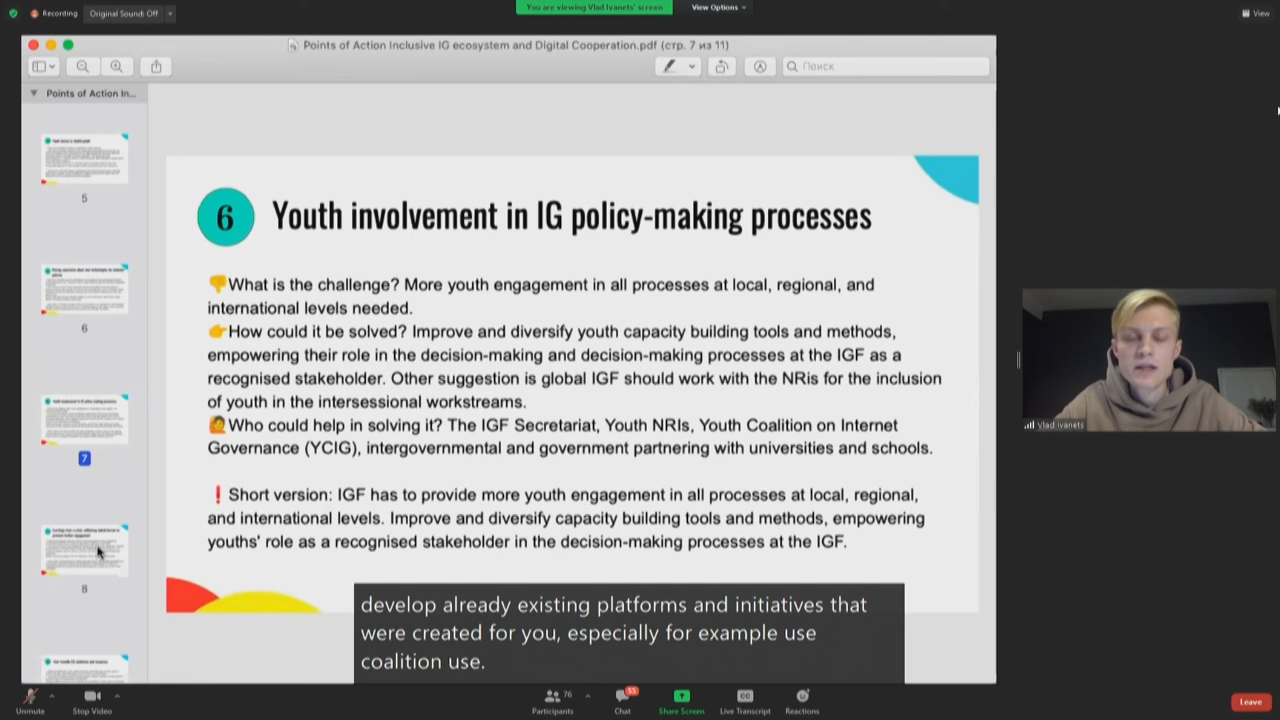 Recording
Original Sound: Off
You are viewing Vlad Ivanets' screen
View Options
View
Points of Action Inclusive IG ecosystem and Digital Cooperation.pdf (стр. 7 из 11)
Поиск
Points of Action In...
5
6
7
8
6
Youth involvement in IG policy-making processes
What is the challenge? More youth engagement in all processes at local, regional, and
international levels needed.
How could it be solved? Improve and diversify youth capacity building tools and methods,
empowering their role in the decision-making and decision-making processes at the IGF as a
recognised stakeholder. Other suggestion is global IGF should work with the NRis for the inclusion
of youth in the intersessional workstreams.
Who could help in solving it? The IGF Secretariat, Youth NRIs, Youth Coalition on Internet
Governance (YCIG), intergovernmental and government partnering with universities and schools.
Short version: IGF has to provide more youth engagement in all processes at local, regional,
and international levels. Improve and diversify capacity building tools and methods, empowering
youths' role as a recognised stakeholder in the decision-making processes at the IGF.
develop already existing platforms and initiatives that
were created for you, especially for example use
coalition use.
Vlad Ivanets
Unmute
Stop Video
76
Participants
55
Chat
Share Screen
CC
Live Transcript
Reactions
Leave